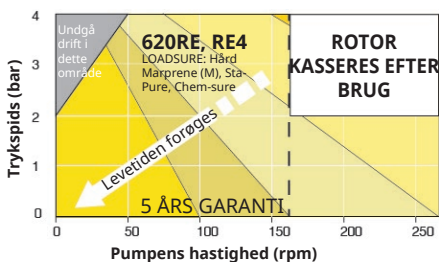 Undgå
drift i
dette
område
620RE, RE4
LOADSURE: Hård
Marprene (M), Sta-
Pure, Chem-sure
ROTOR
KASSERES EFTER
BRUG
Levetiden forøges
5 ÅRS GARANTI
Trykspids (bar)
4
3
2
1
0
0
50
100
150
200
250
Pumpens hastighed (rpm)